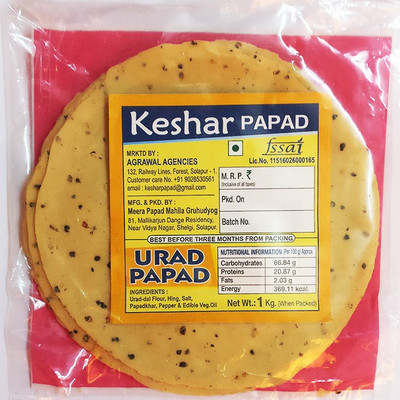 Keshar PAPAD
fssai
Lic.No. 11516026000165
MRKTD BY :
AGRAWAL AGENCIES
132, Railway Lines, Forest, Solapur - 1.
Customer care No. +91 9028530561
email : kesharpapad@gmail.com
MFG. & PKD. BY :
Meera Papad Mahila Gruhudyog
81, Mallikarjun Dange Residency,
Near Vidya Nagar, Shelgi, Solapur.
M. R. P. ₹
(Inclusive of all taxes)
Pkd. On
Batch No.
BEST BEFORE THREE MONTHS FROM PACKING
URAD
PAPAD
INGREDIENTS :
Urad-dal Flour, Hing, Salt,
Papadkhar, Pepper & Edible Veg.Oil
NUTRITIONAL INFORMATION Per 100 g Approx.
Carbohydrates 66.84 g
Proteins 20.87 g
Fats 2.03 g
Energy 369.11 kcal
Net Wt.: 1 Kg. (When Packed)